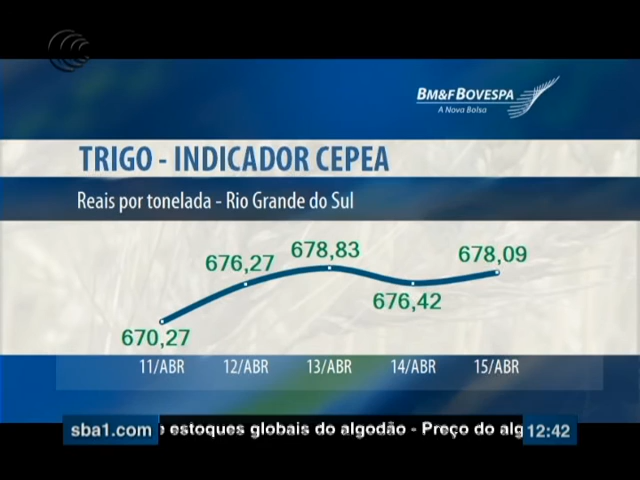 BM&FBOVESPA
A Nova Bolsa
TRIGO - INDICADOR CEPEA
Reais por tonelada - Rio Grande do Sul
670,27
676,27
678,83
676,42
678,09
11/ABR
12/ABR
13/ABR
14/ABR
15/ABR
sba1.com
e estoques globais do algodão - Preço do alg
12:42